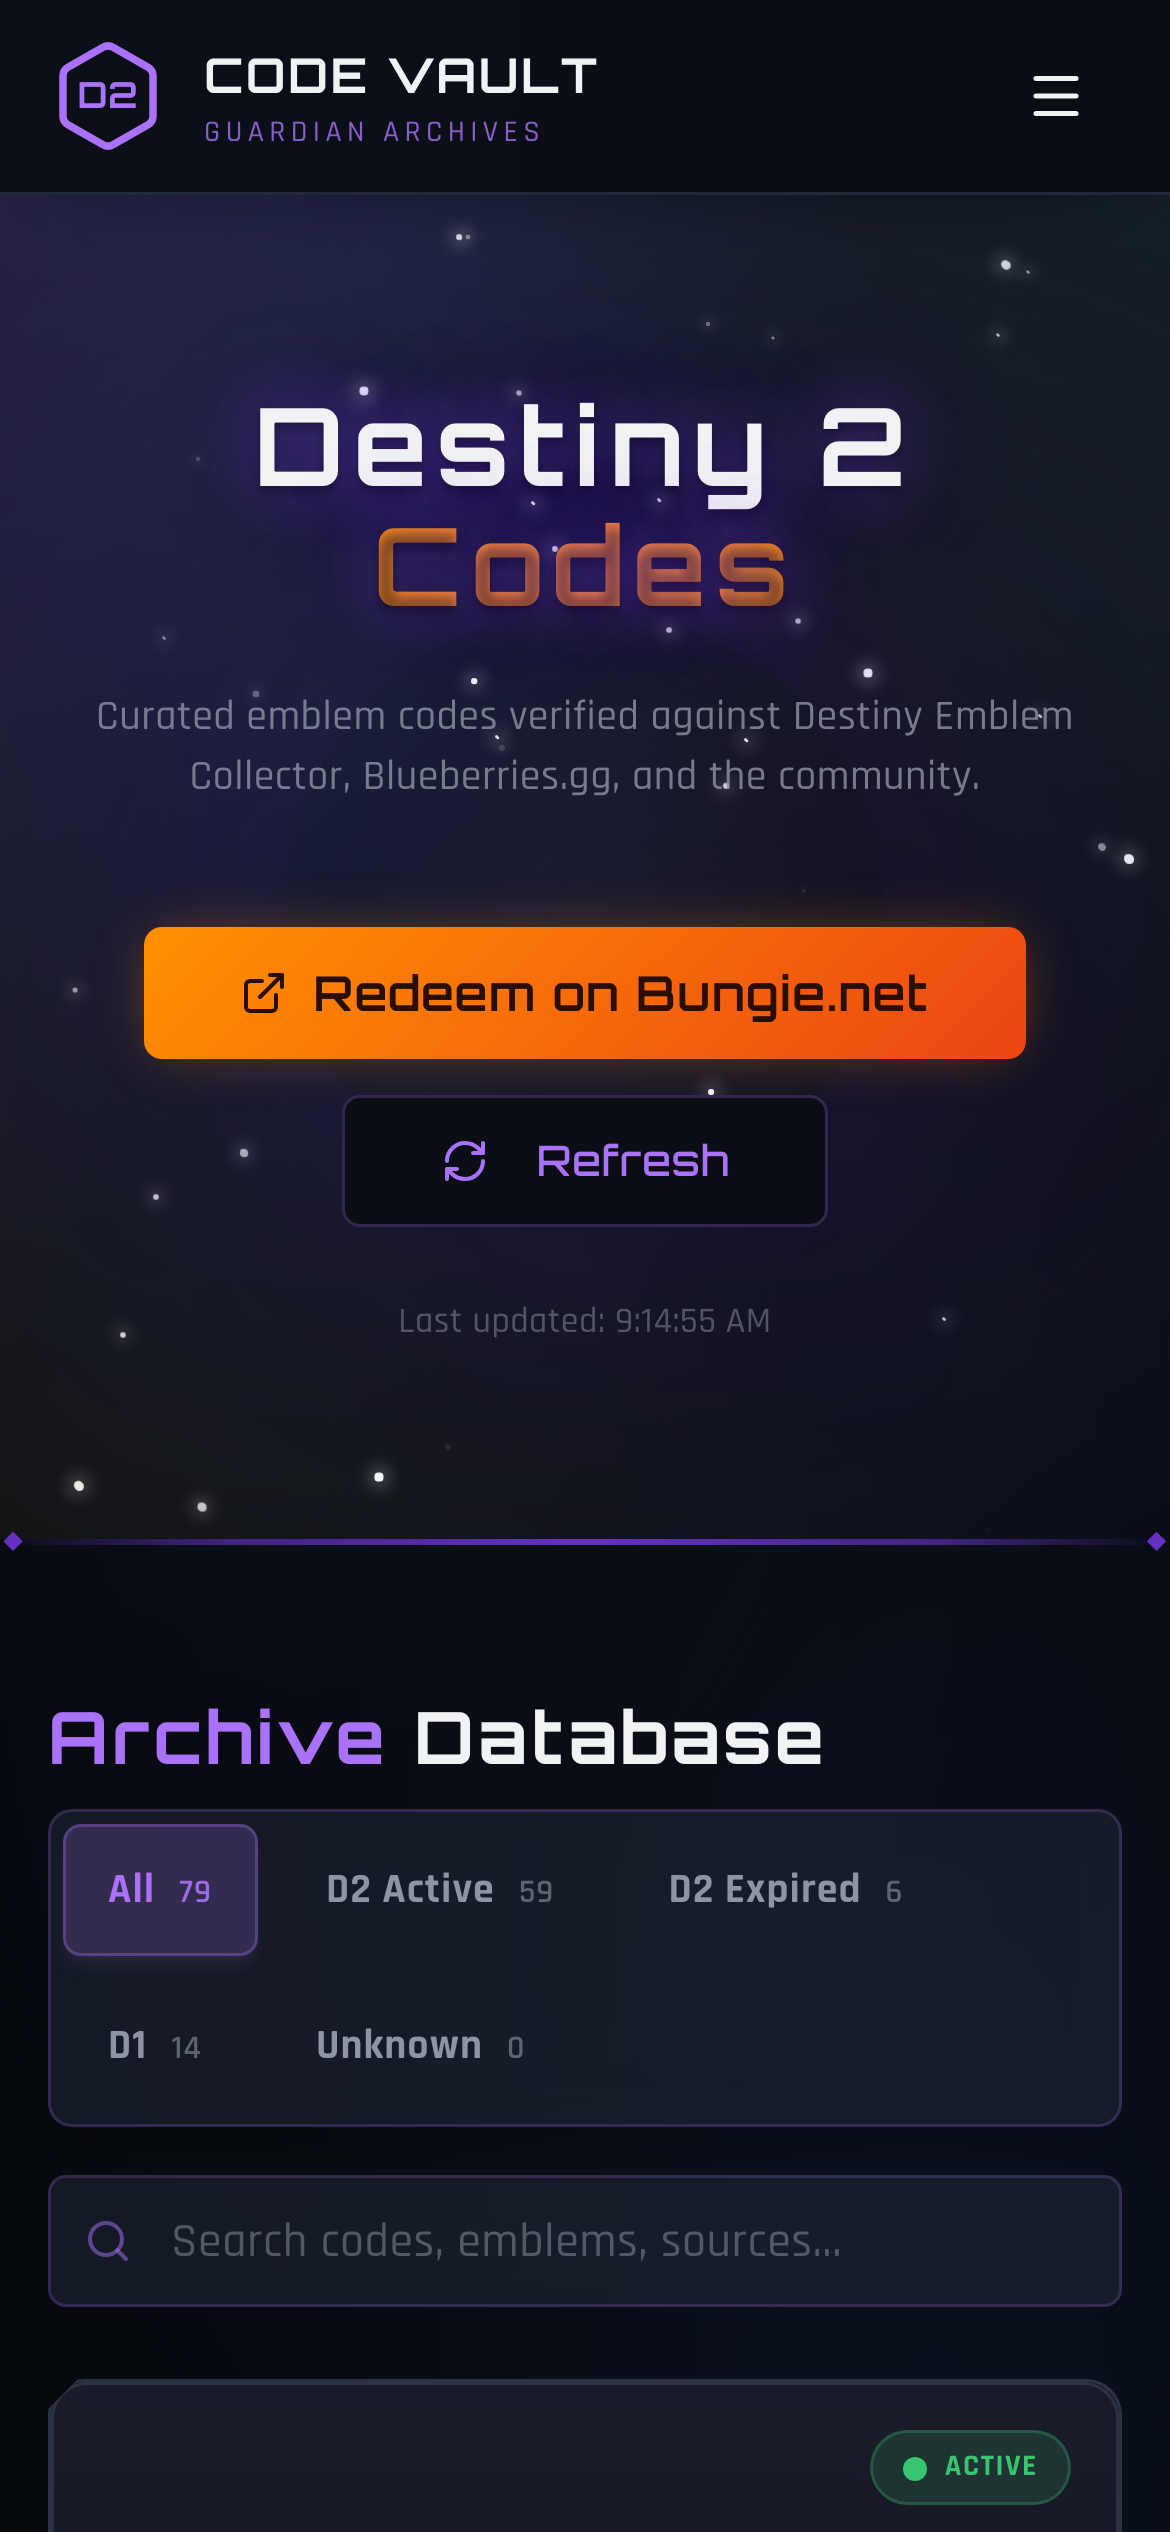 D2
CODE VAULT
GUARDIAN ARCHIVES
Destiny 2
Codes
Curated emblem codes verified against Destiny Emblem
Collector, Blueberries.gg, and the community.
Redeem on Bungie.net
Refresh
Last updated: 9:14:55 AM
Archive Database
All 79 D2 Active 59 D2 Expired 6
D1 14 Unknown 0
Search codes, emblems, sources...
ACTIVE